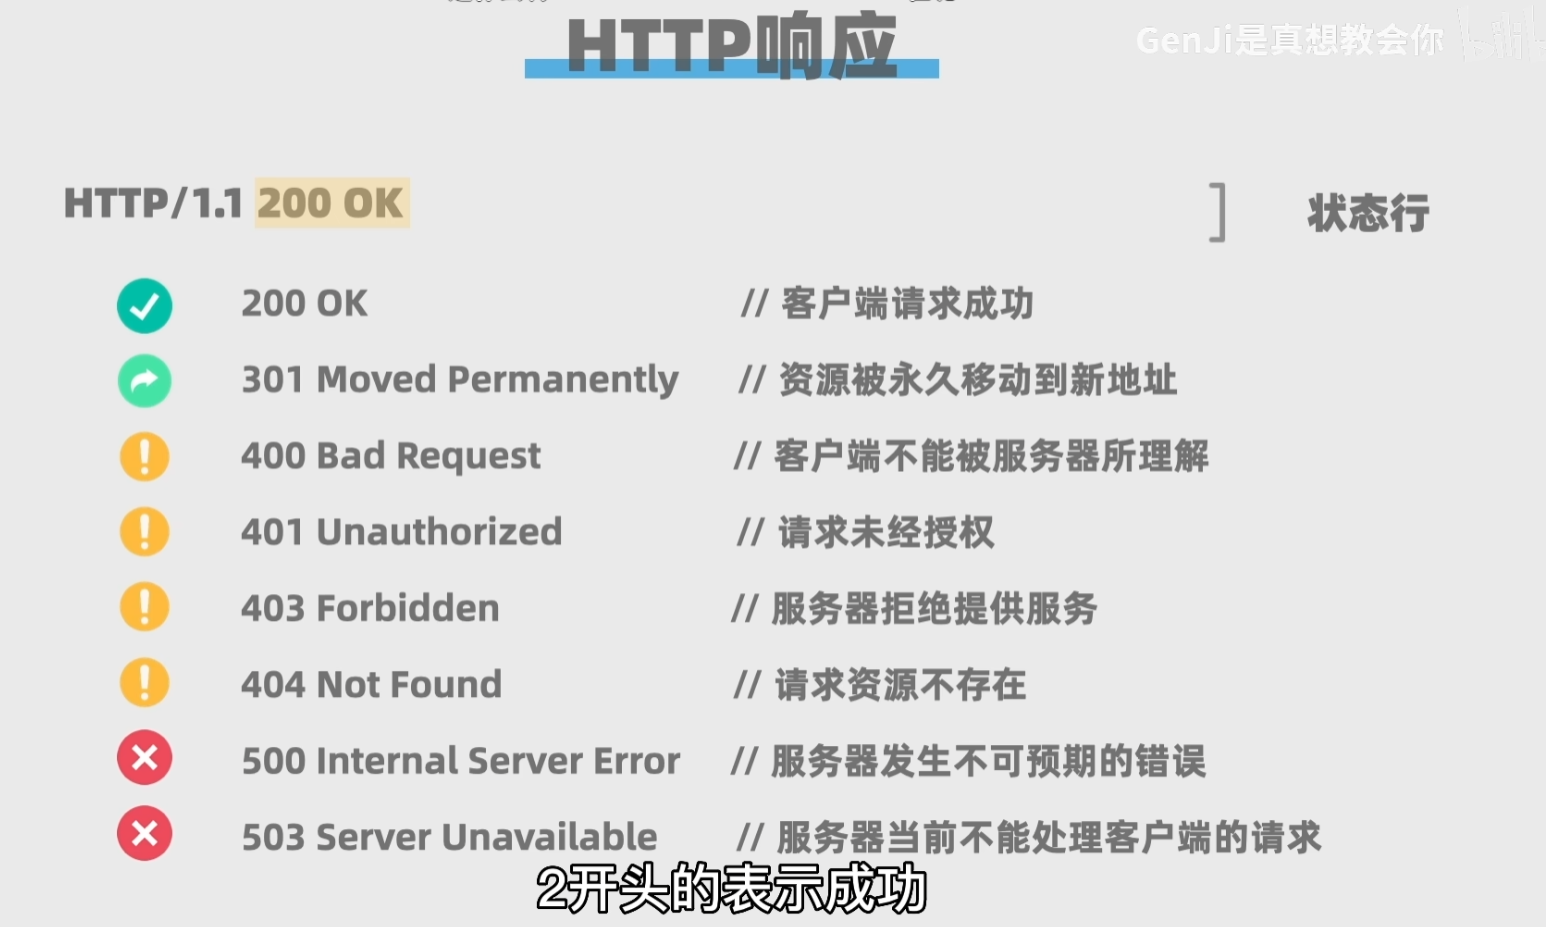 HTTP响应
GenJi是真想教会你 bilibili
HTTP/1.1 200 OK
状态行
200 OK // 客户端请求成功
301 Moved Permanently // 资源被永久移动到新地址
400 Bad Request // 客户端不能被服务器所理解
401 Unauthorized // 请求未经授权
403 Forbidden // 服务器拒绝提供服务
404 Not Found // 请求资源不存在
500 Internal Server Error // 服务器发生不可预期的错误
503 Server Unavailable // 服务器当前不能处理客户端的请求
2开头的表示成功